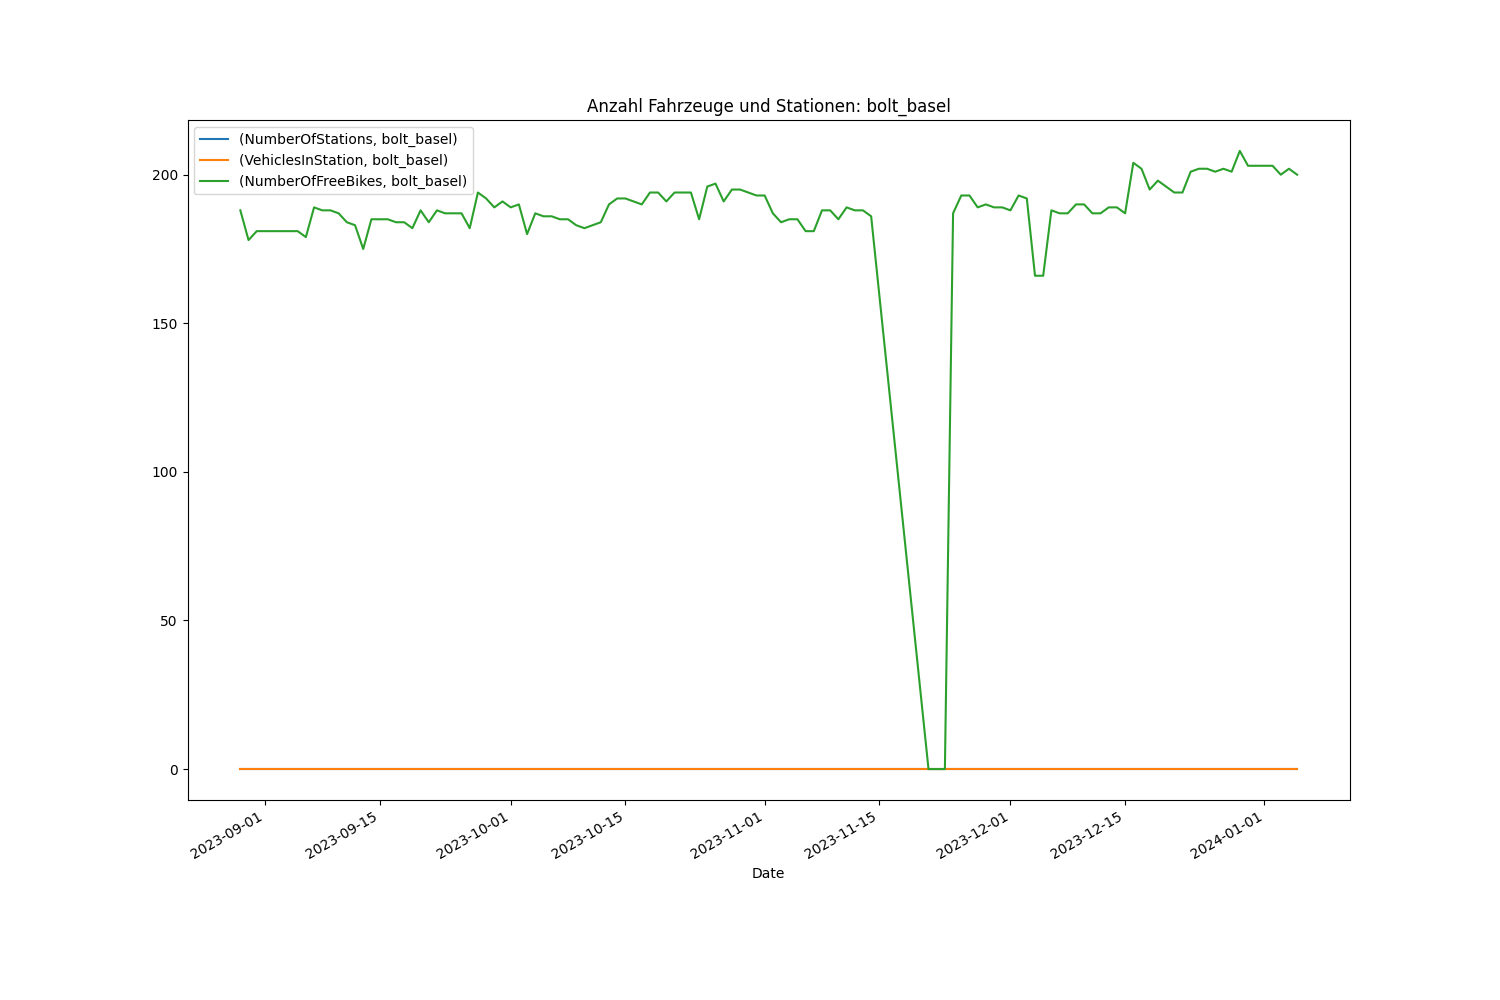 Anzahl Fahrzeuge und Stationen: bolt_basel
(NumberOfStations, bolt_basel)
(VehiclesInStation, bolt_basel)
(NumberOfFreeBikes, bolt_basel)
200
150
100
50
0
2023-09-01
2023-09-15
2023-10-01
2023-10-15
2023-11-01
2023-11-15
2023-12-01
2023-12-15
2024-01-01
Date